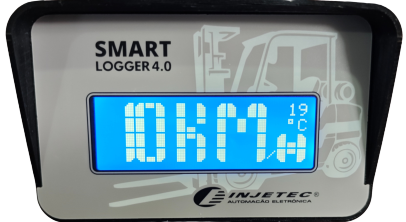 SMART
LOGGER 4.0
10KM/H
19
°C
INJETEC®
AUTOMAÇÃO ELETRÔNICA